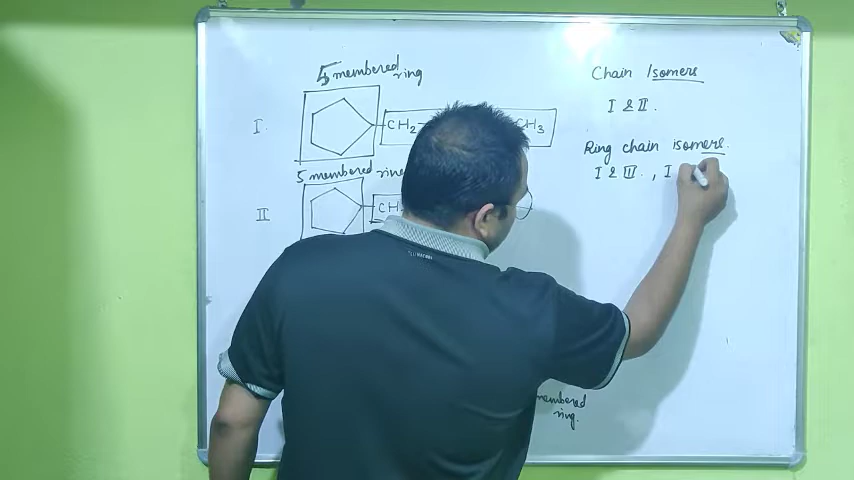 5 membered
ring
I.
CH2-
CH3
5 membered ring
II
CH
Chain Isomers
I & II.
Ring chain isomers.
I & III. , I
membered
ring.